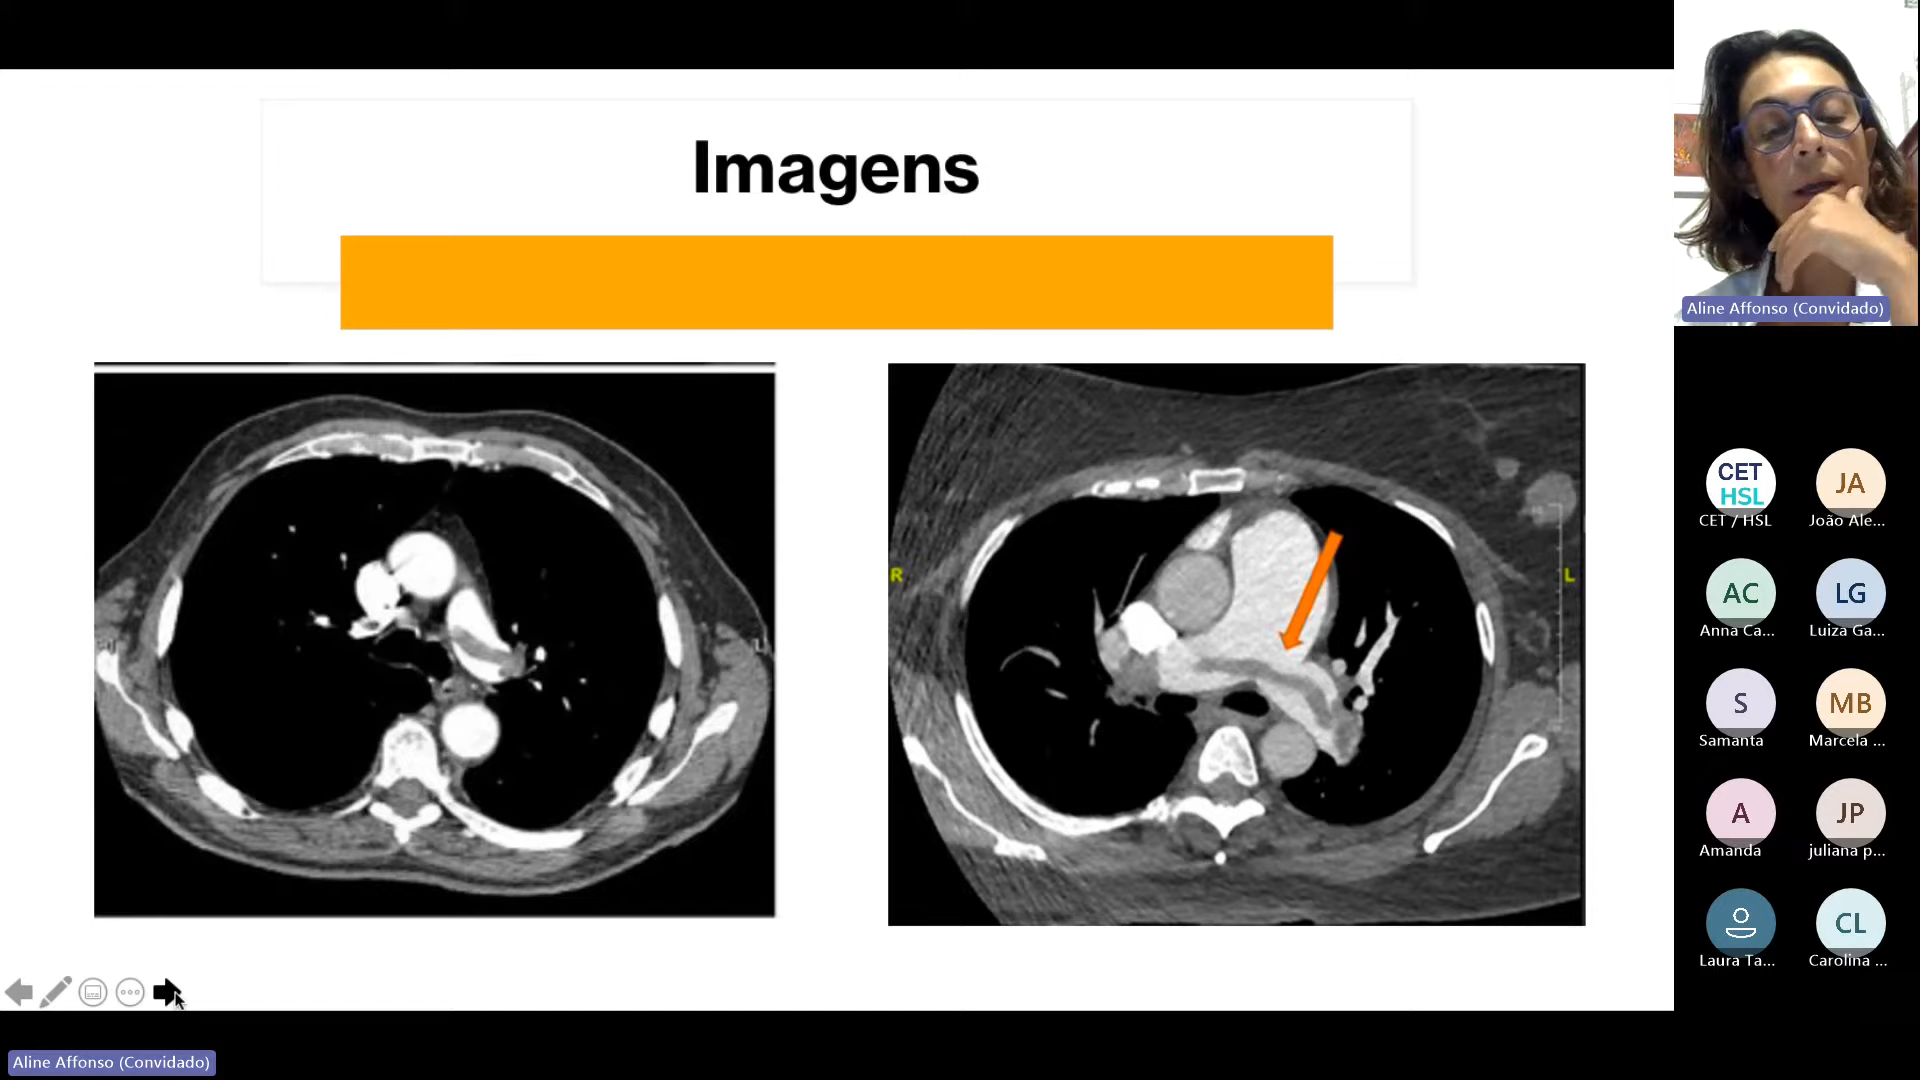 Imagens
R
L
Aline Affonso (Convidado)
CET
HSL
CET / HSL
JA
João Ale...
AC
Anna Ca...
LG
Luiza Ga...
S
Samanta
MB
Marcela ...
A
Amanda
JP
juliana p...
Laura Ta...
CL
Carolina ...
Aline Affonso (Convidado)